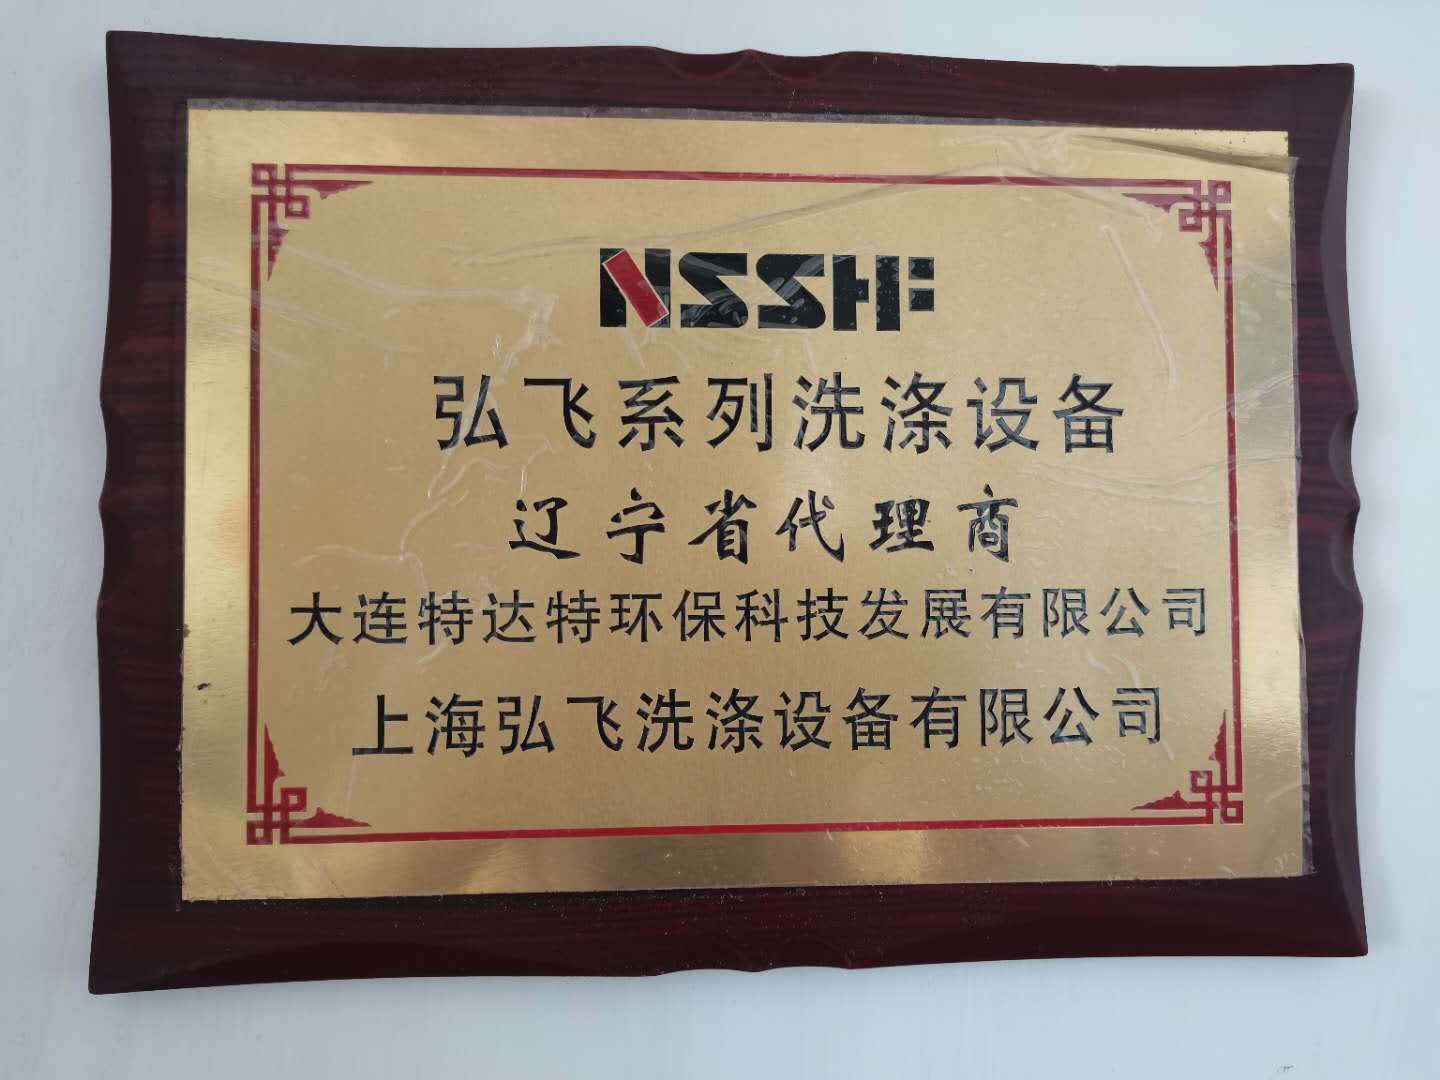 NSSHF
弘飞系列洗涤设备
辽宁省代理商
大连特达特环保科技发展有限公司
上海弘飞洗涤设备有限公司